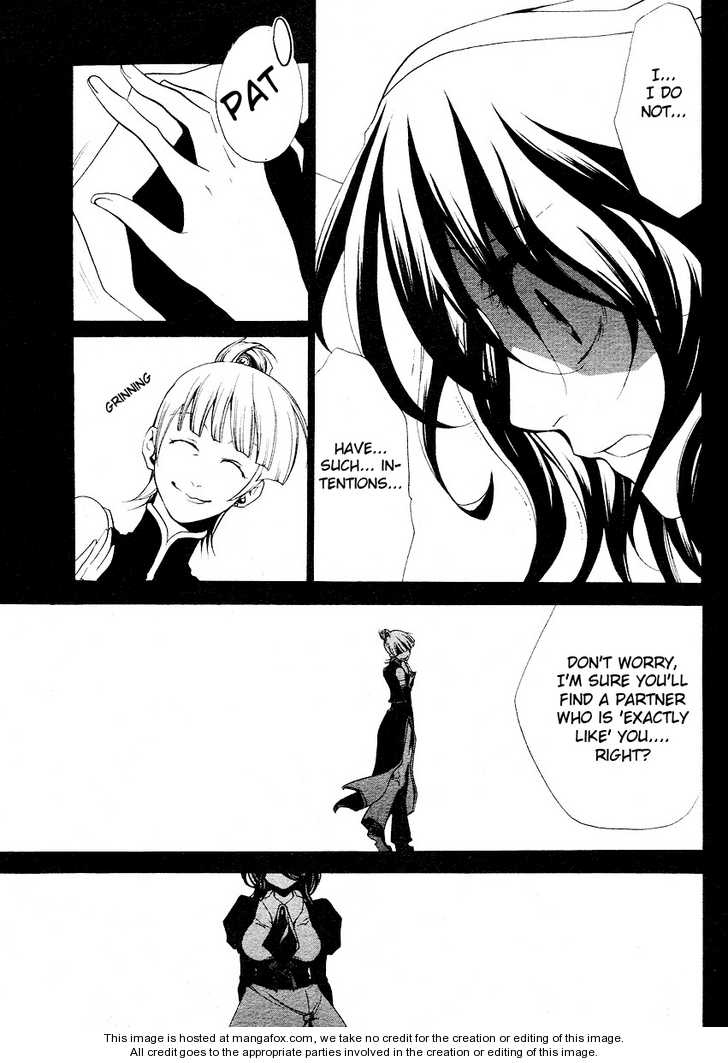 I...
I DO
NOT...
PAT
HAVE...
SUCH... IN-
TENTIONS...
GRINNING
DON'T WORRY,
I'M SURE YOU'LL
FIND A PARTNER
WHO IS 'EXACTLY
LIKE' YOU....
RIGHT?
This image is hosted at mangafox.com, we take no credit for the creation or editing of this image.
All credit goes to the appropriate parties involved in the creation or editing of this image.